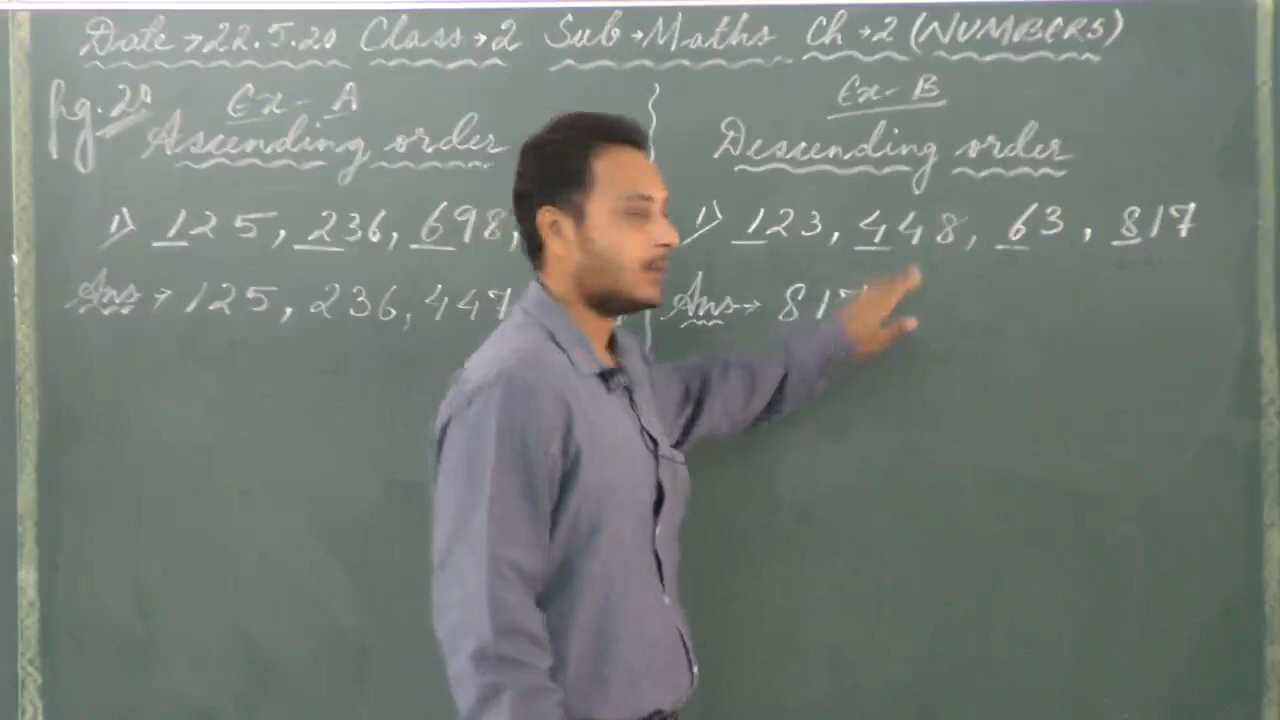 Date → 22.5.20 Class → 2 Sub → Maths Ch → 2 (NUMBERS)
Pg. Ex - A
Ascending order
1) 125, 236, 698,
Ans → 125, 236, 447
Ex - B
Descending order
1) 123, 448, 63, 817
Ans → 817